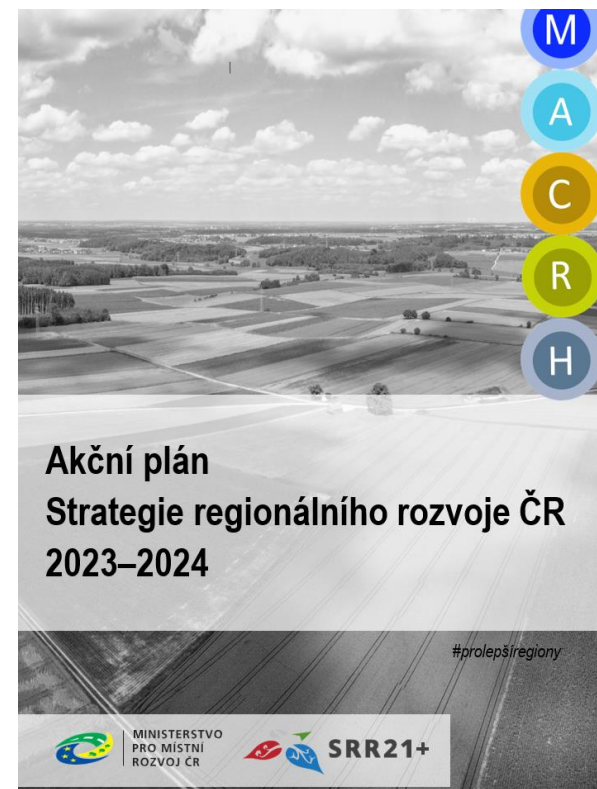 M
A
C
R
H
Akční plán
Strategie regionálního rozvoje ČR
2023–2024
#prolepšíregiony
MINISTERSTVO
PRO MÍSTNÍ
ROZVOJ ČR
SRR21+